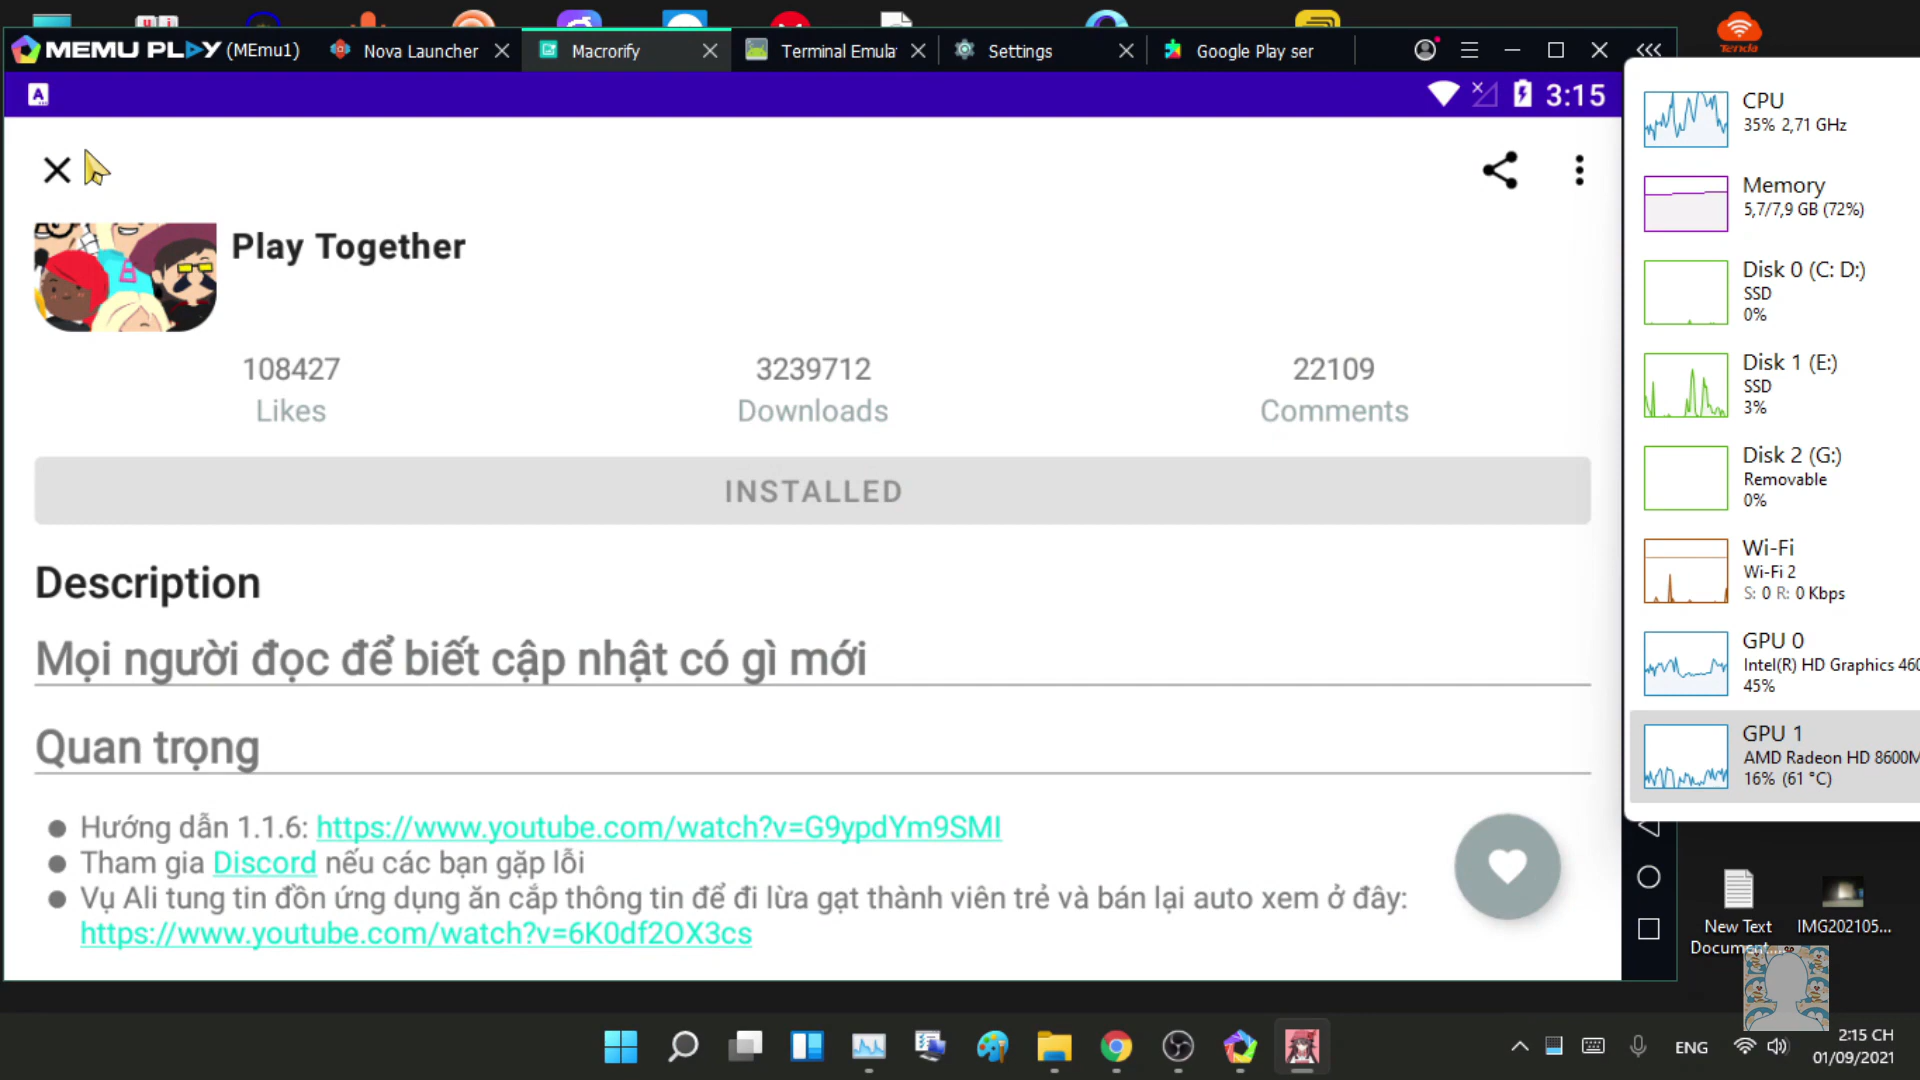 MEMU PLAY (MEmu1)
Nova Launcher
Macrorify
Terminal Emula
Settings
Google Play ser
Tenda
A
3:15
Play Together
108427
Likes
3239712
Downloads
22109
Comments
INSTALLED
Description
Mọi người đọc để biết cập nhật có gì mới
Quan trọng
Hướng dẫn 1.1.6: https://www.youtube.com/watch?v=G9ypdYm9SMI
Tham gia Discord nếu các bạn gặp lỗi
Vụ Ali tung tin đồn ứng dụng ăn cắp thông tin để đi lừa gạt thành viên trẻ và bán lại auto xem ở đây:
https://www.youtube.com/watch?v=6K0df2OX3cs
CPU
35% 2,71 GHz
Memory
5,7/7,9 GB (72%)
Disk 0 (C: D:)
SSD
0%
Disk 1 (E:)
SSD
3%
Disk 2 (G:)
Removable
0%
Wi-Fi
Wi-Fi 2
S: 0 R: 0 Kbps
GPU 0
Intel(R) HD Graphics 460
45%
GPU 1
AMD Radeon HD 8600M
16% (61 °C)
New Text
Document....
IMG202105...
ENG
2:15 CH
01/09/2021